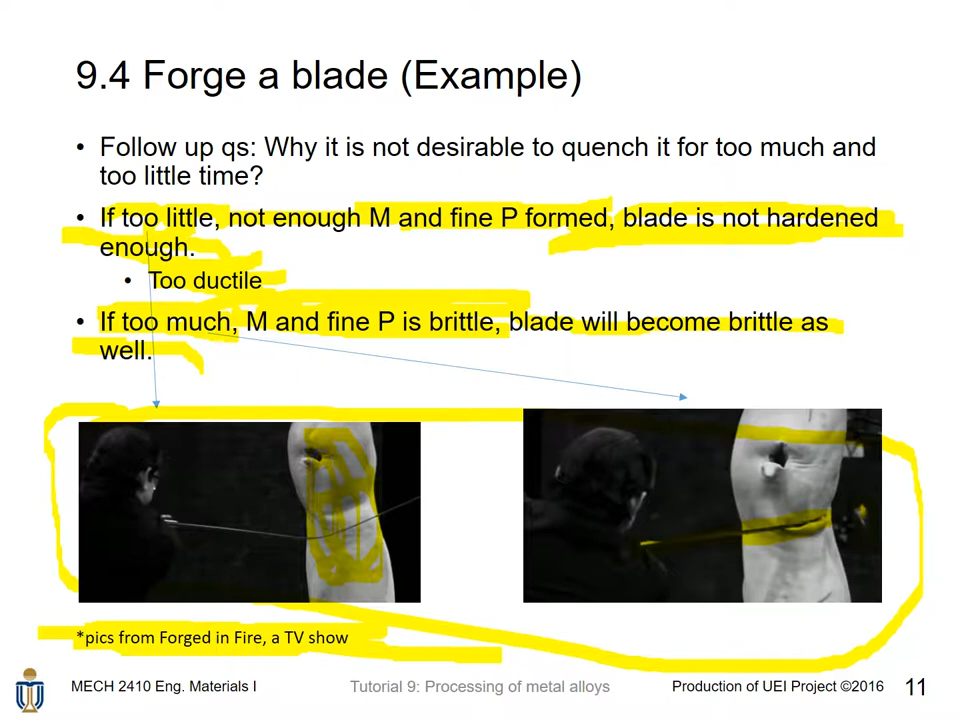 9.4 Forge a blade (Example)
• Follow up qs: Why it is not desirable to quench it for too much and
too little time?
• If too little, not enough M and fine P formed, blade is not hardened
enough.
• Too ductile
• If too much, M and fine P is brittle, blade will become brittle as
well.
*pics from Forged in Fire, a TV show
MECH 2410 Eng. Materials I
Tutorial 9: Processing of metal alloys
Production of UEI Project ©2016
11